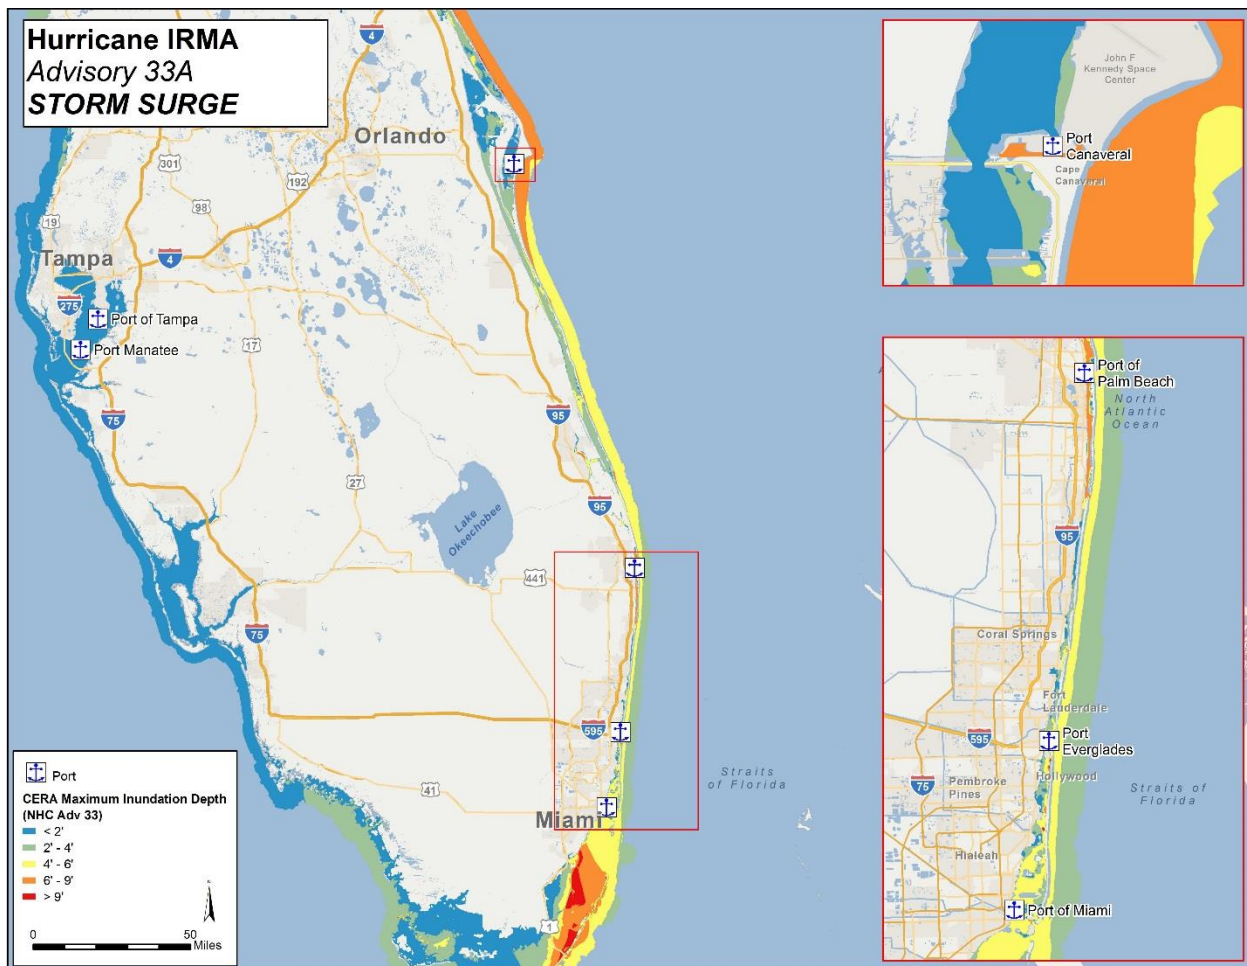 Hurricane IRMA
Advisory 33A
STORM SURGE
4
Orlando
301
192
98
19
4
Tampa
275
Port of Tampa
Port Manatee
17
75
95
27
95
Lake
Okeechobee
441
75
595
41
Miami
1
Straits
of Florida
Port
CERA Maximum Inundation Depth
(NHC Adv 33)
< 2'
2' - 4'
4' - 6'
6' - 9'
> 9'
0
50
Miles
John F
Kennedy Space
Center
Port
Canaveral
Cape
Canaveral
Port of
Palm Beach
North
Atlantic
Ocean
95
Coral Springs
Fort
Lauderdale
595
Port
Everglades
Hollywood
75
Pembroke
Pines
Straits of
Florida
Hialeah
Port of Miami